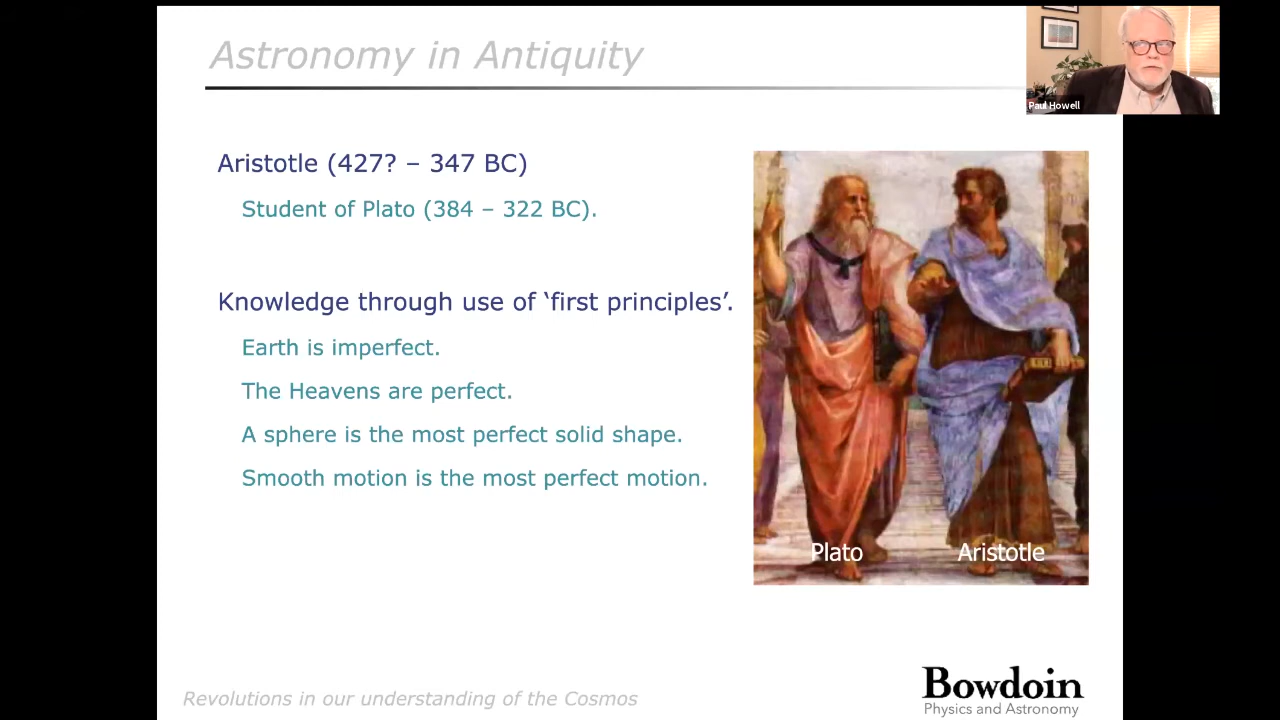 Astronomy in Antiquity
Paul Howell
Aristotle (427? – 347 BC)
Student of Plato (384 – 322 BC).
Knowledge through use of ‘first principles’.
Earth is imperfect.
The Heavens are perfect.
A sphere is the most perfect solid shape.
Smooth motion is the most perfect motion.
Plato Aristotle
Revolutions in our understanding of the Cosmos
Bowdoin
Physics and Astronomy